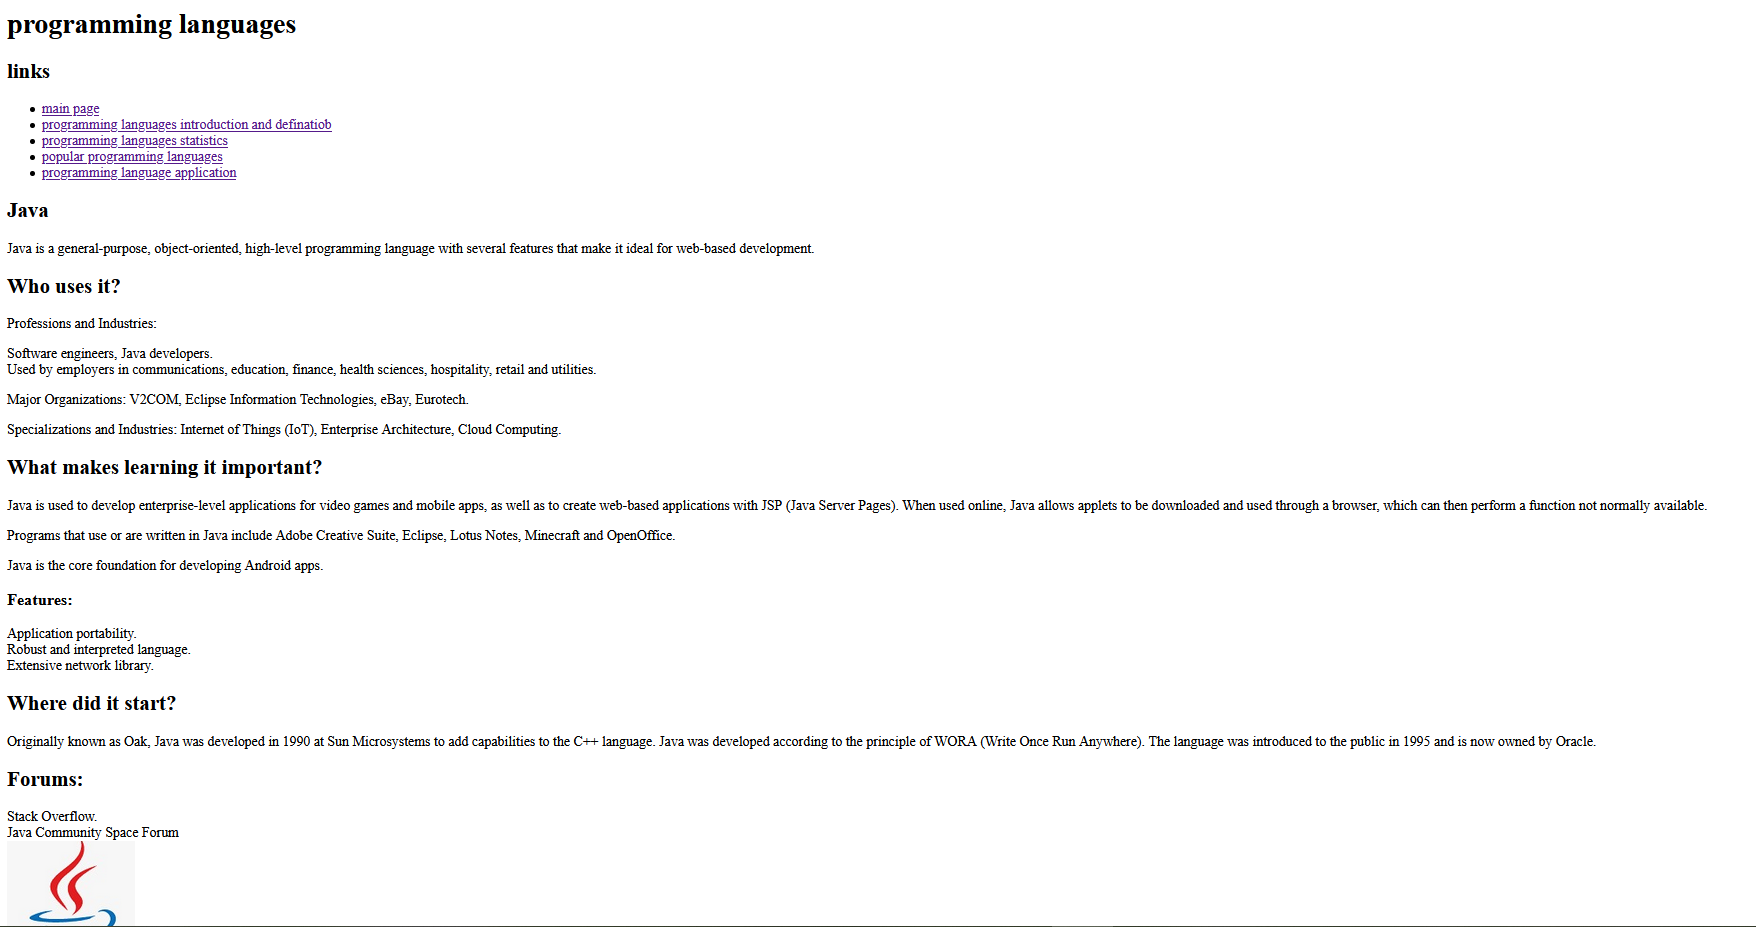 programming languages
links
main page
programming languages introduction and definatiob
programming languages statistics
popular programming languages
programming language application
Java
Java is a general-purpose, object-oriented, high-level programming language with several features that make it ideal for web-based development.
Who uses it?
Professions and Industries:
Software engineers, Java developers.
Used by employers in communications, education, finance, health sciences, hospitality, retail and utilities.
Major Organizations: V2COM, Eclipse Information Technologies, eBay, Eurotech.
Specializations and Industries: Internet of Things (IoT), Enterprise Architecture, Cloud Computing.
What makes learning it important?
Java is used to develop enterprise-level applications for video games and mobile apps, as well as to create web-based applications with JSP (Java Server Pages). When used online, Java allows applets to be downloaded and used through a browser, which can then perform a function not normally available.
Programs that use or are written in Java include Adobe Creative Suite, Eclipse, Lotus Notes, Minecraft and OpenOffice.
Java is the core foundation for developing Android apps.
Features:
Application portability.
Robust and interpreted language.
Extensive network library.
Where did it start?
Originally known as Oak, Java was developed in 1990 at Sun Microsystems to add capabilities to the C++ language. Java was developed according to the principle of WORA (Write Once Run Anywhere). The language was introduced to the public in 1995 and is now owned by Oracle.
Forums:
Stack Overflow.
Java Community Space Forum